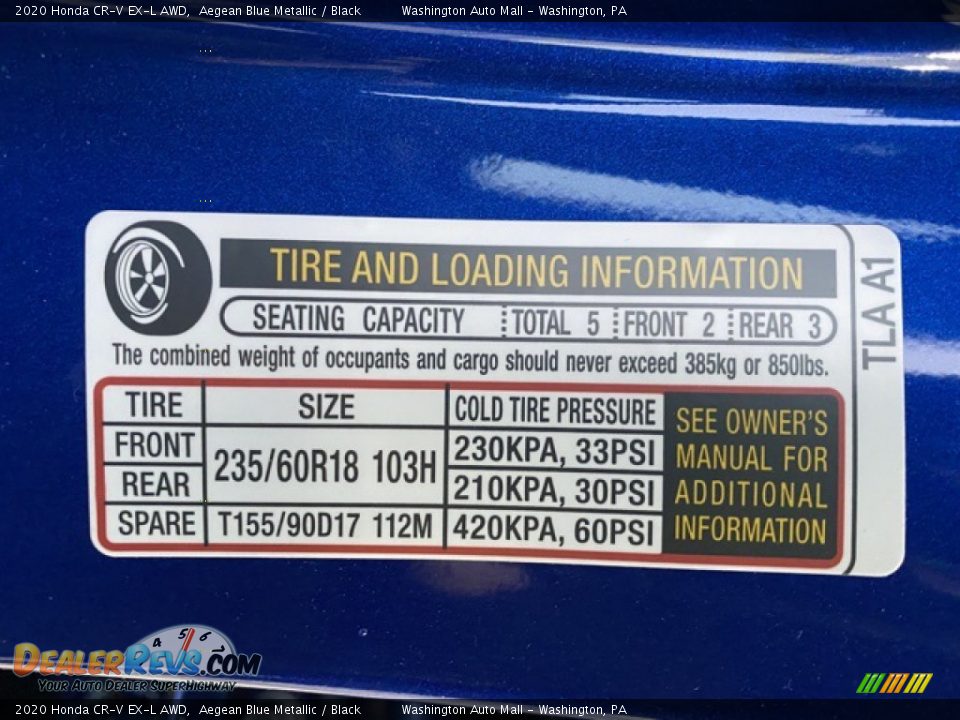 2020 Honda CR-V EX-L AWD, Aegean Blue Metallic / Black Washington Auto Mall - Washington, PA
TIRE AND LOADING INFORMATION
SEATING CAPACITY TOTAL 5 FRONT 2 REAR 3
The combined weight of occupants and cargo should never exceed 385kg or 850lbs.
TIRE SIZE COLD TIRE PRESSURE
FRONT 235/60R18 103H 230KPA, 33PSI
REAR 210KPA, 30PSI
SPARE T155/90D17 112M 420KPA, 60PSI
SEE OWNER'S
MANUAL FOR
ADDITIONAL
INFORMATION
TLA A1
4 5 6
DEALERREVS.COM
YOUR AUTO DEALER SUPERHIGHWAY
2020 Honda CR-V EX-L AWD, Aegean Blue Metallic / Black Washington Auto Mall - Washington, PA